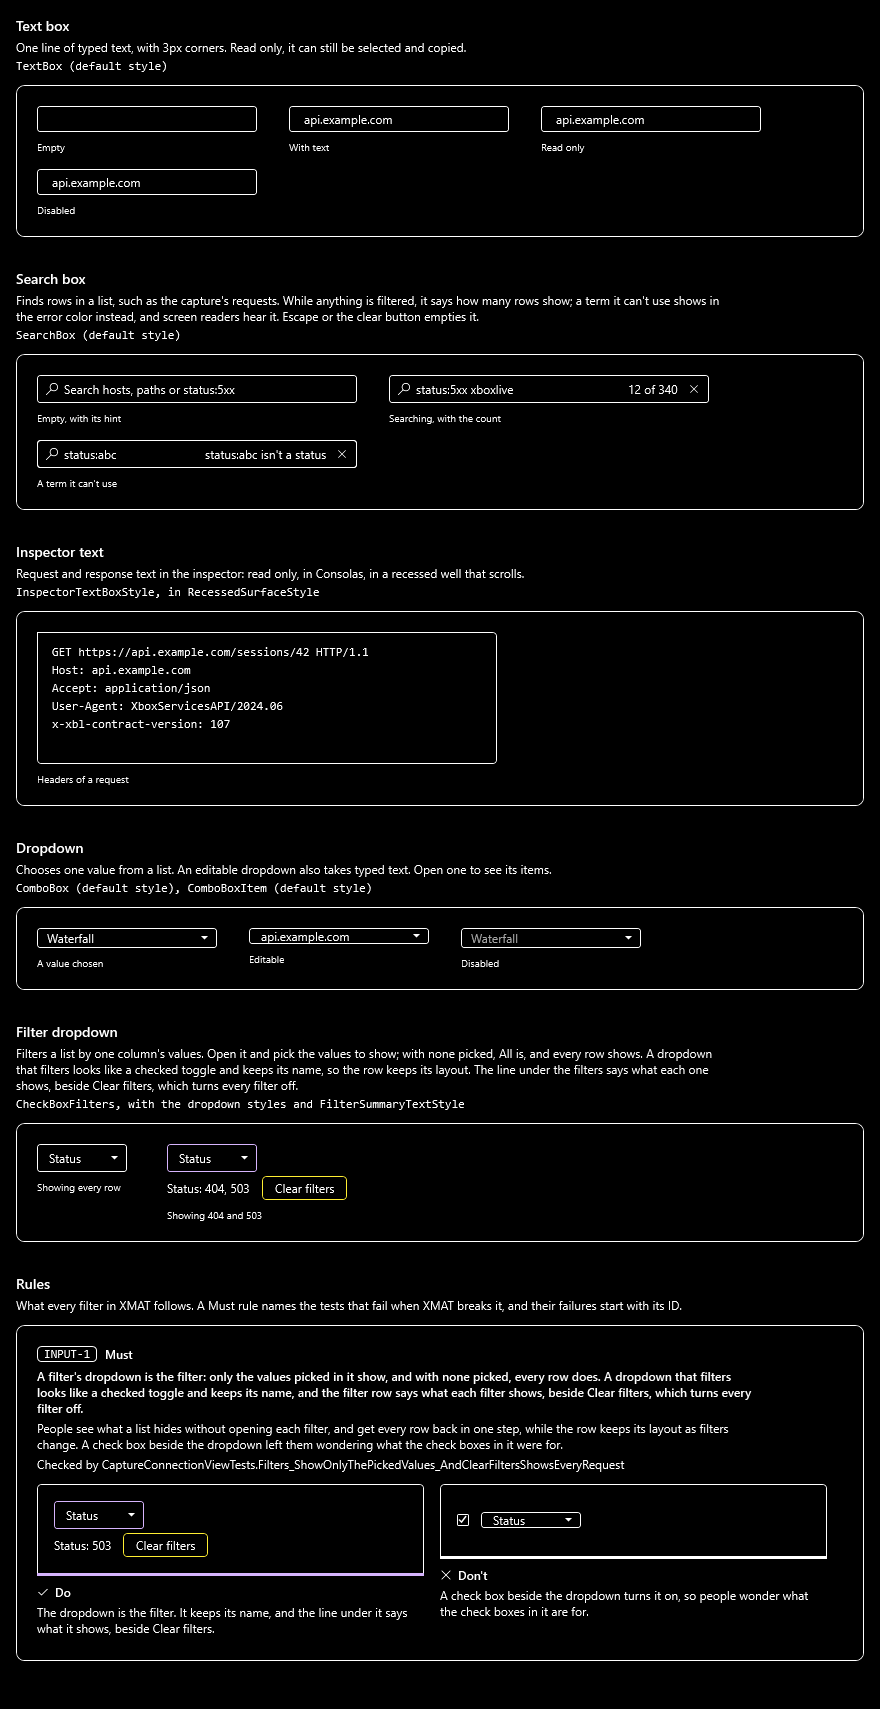 Text box
One line of typed text, with 3px corners. Read only, it can still be selected and copied.
TextBox (default style)
api.example.com
api.example.com
Empty
With text
Read only
api.example.com
Disabled
Search box
Finds rows in a list, such as the capture's requests. While anything is filtered, it says how many rows show; a term it can't use shows in
the error color instead, and screen readers hear it. Escape or the clear button empties it.
SearchBox (default style)
Search hosts, paths or status:5xx
status:5xx xboxlive 12 of 340
Empty, with its hint
Searching, with the count
status:abc status:abc isn't a status
A term it can't use
Inspector text
Request and response text in the inspector: read only, in Consolas, in a recessed well that scrolls.
InspectorTextBoxStyle, in RecessedSurfaceStyle
GET https://api.example.com/sessions/42 HTTP/1.1
Host: api.example.com
Accept: application/json
User-Agent: XboxServicesAPI/2024.06
x-xbl-contract-version: 107
Headers of a request
Dropdown
Chooses one value from a list. An editable dropdown also takes typed text. Open one to see its items.
ComboBox (default style), ComboBoxItem (default style)
Waterfall
api.example.com
Waterfall
A value chosen
Editable
Disabled
Filter dropdown
Filters a list by one column's values. Open it and pick the values to show; with none picked, All is, and every row shows. A dropdown
that filters looks like a checked toggle and keeps its name, so the row keeps its layout. The line under the filters says what each one
shows, beside Clear filters, which turns every filter off.
CheckBoxFilters, with the dropdown styles and FilterSummaryTextStyle
Status
Status
Showing every row
Status: 404, 503 Clear filters
Showing 404 and 503
Rules
What every filter in XMAT follows. A Must rule names the tests that fail when XMAT breaks it, and their failures start with its ID.
INPUT-1 Must
A filter's dropdown is the filter: only the values picked in it show, and with none picked, every row does. A dropdown that filters
looks like a checked toggle and keeps its name, and the filter row says what each filter shows, beside Clear filters, which turns every
filter off.
People see what a list hides without opening each filter, and get every row back in one step, while the row keeps its layout as filters
change. A check box beside the dropdown left them wondering what the check boxes in it were for.
Checked by CaptureConnectionViewTests.Filters_ShowOnlyThePickedValues_AndClearFiltersShowsEveryRequest
Status
Status: 503 Clear filters
Do
The dropdown is the filter. It keeps its name, and the line under it says
what it shows, beside Clear filters.
Status
Don't
A check box beside the dropdown turns it on, so people wonder what
the check boxes in it are for.